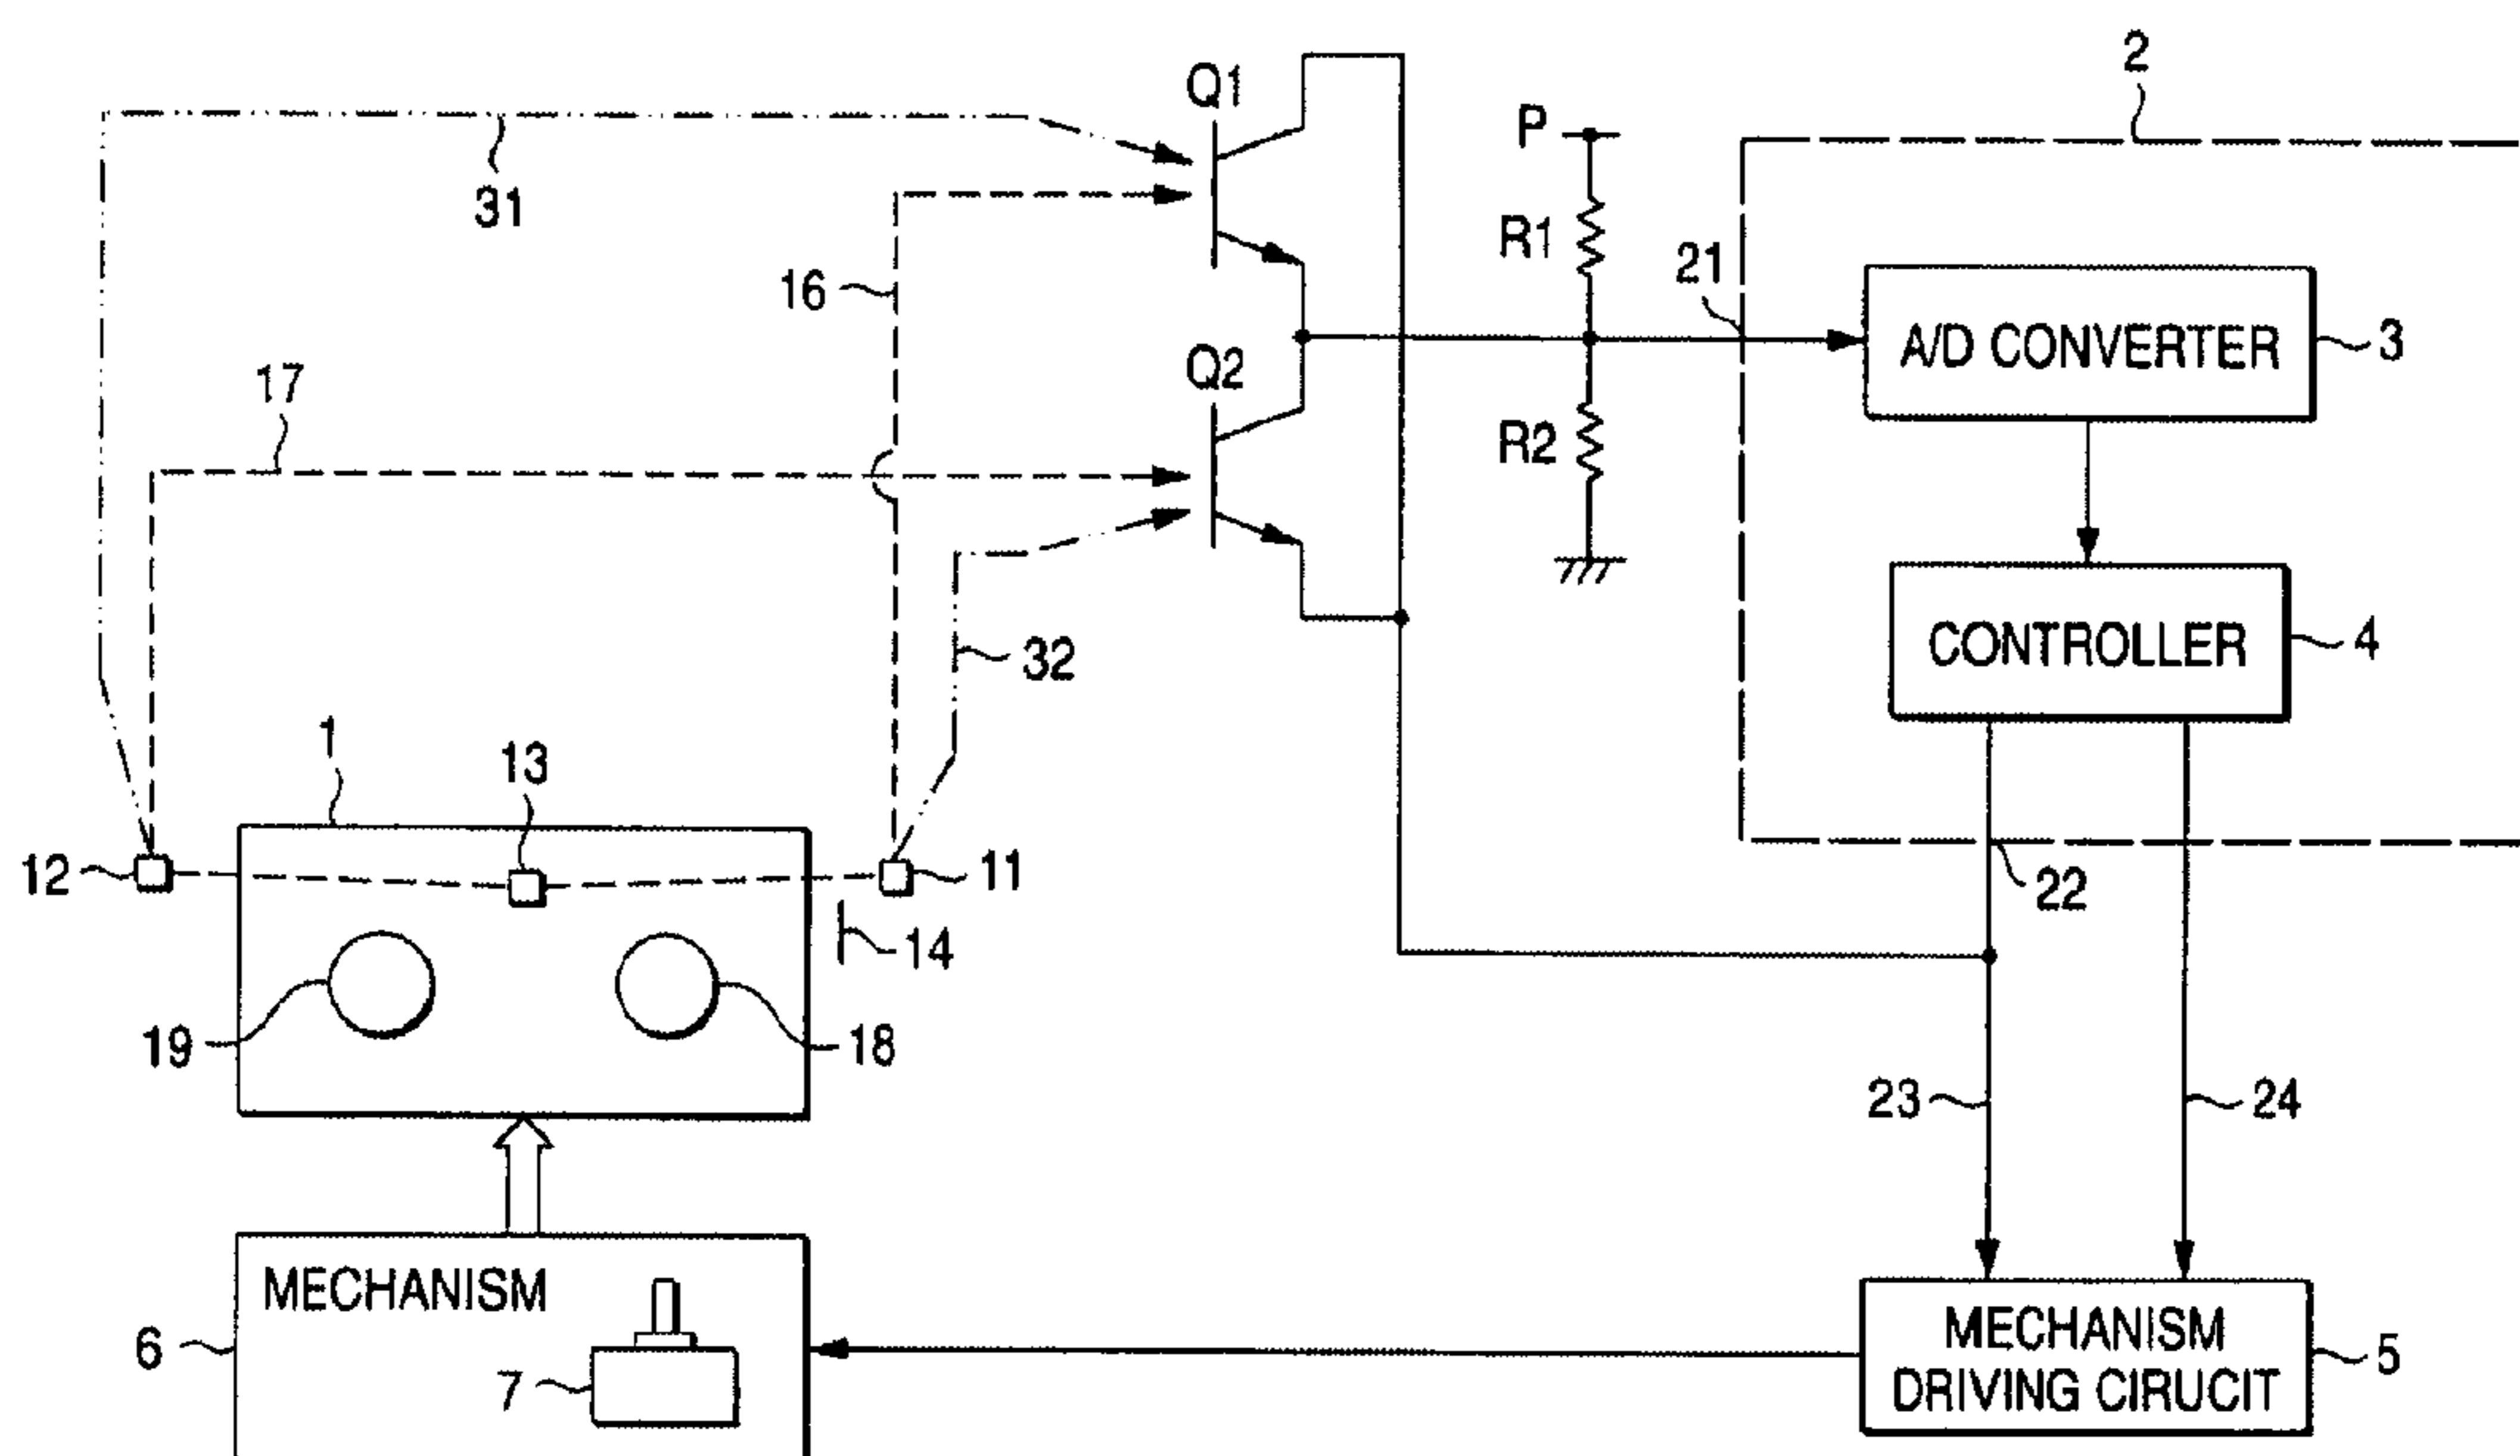 2
Q1
P
31
R1
21
16
A/D CONVERTER
3
Q2
17
R2
CONTROLLER
4
32
1
13
12
11
22
14
19
18
23
24
MECHANISM
6
7
MECHANISM
DRIVING CIRUCIT
5